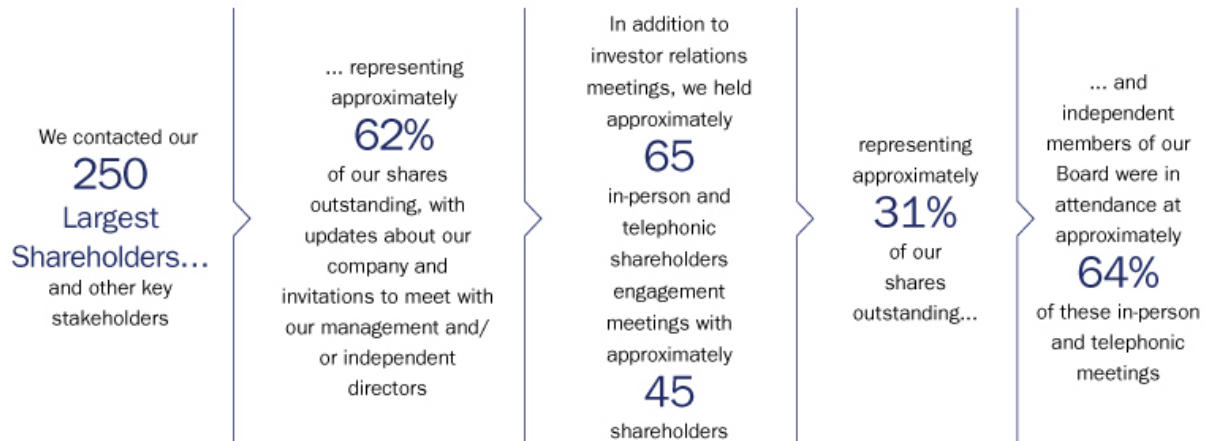 We contacted our
250
Largest
Shareholders...
and other key
stakeholders
... representing
approximately
62%
of our shares
outstanding, with
updates about our
company and
invitations to meet with
our management and/
or independent
directors
In addition to
investor relations
meetings, we held
approximately
65
in-person and
telephonic
shareholders
engagement
meetings with
approximately
45
shareholders
representing
approximately
31%
of our
shares
outstanding...
... and
independent
members of our
Board were in
attendance at
approximately
64%
of these in-person
and telephonic
meetings